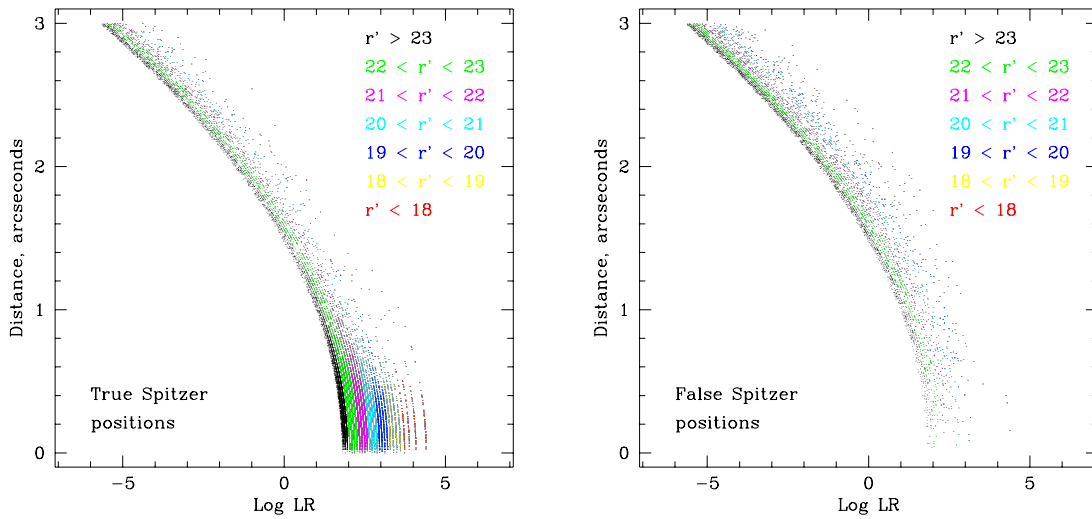 3
2
1
0
Distance, arcseconds
r' > 23
22 < r' < 23
21 < r' < 22
20 < r' < 21
19 < r' < 20
18 < r' < 19
r' < 18
True Spitzer
positions
−5
0
5
Log LR
3
2
1
0
Distance, arcseconds
r' > 23
22 < r' < 23
21 < r' < 22
20 < r' < 21
19 < r' < 20
18 < r' < 19
r' < 18
False Spitzer
positions
−5
0
5
Log LR